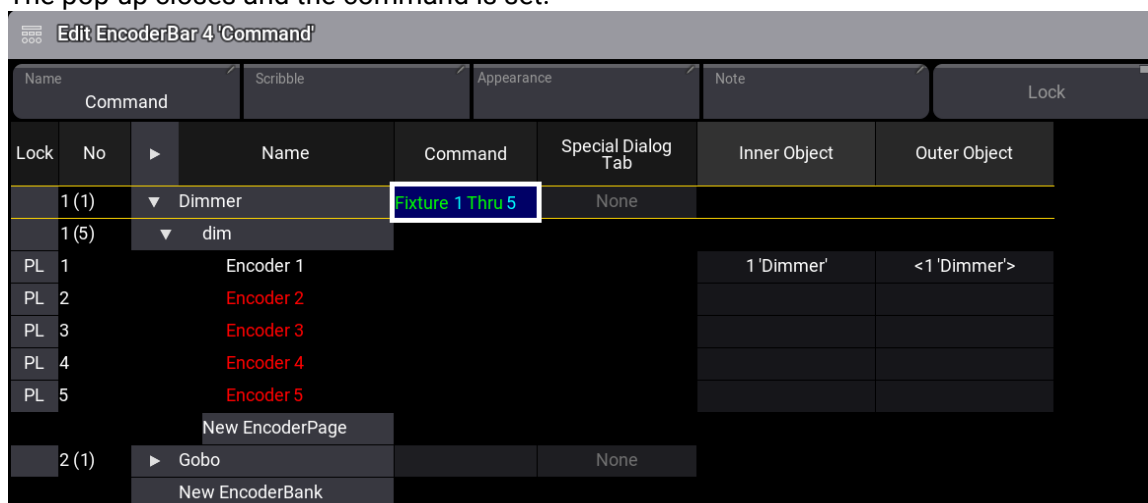 The pop-up closes and the command is set.
Edit EncoderBar 4 'Command'
Name Scribble Appearance Note Lock
Command
Lock No ► Name Command Special Dialog Tab Inner Object Outer Object
1 (1) ▼ Dimmer Fixture 1 Thru 5 None
1 (5) ▼ dim
PL 1 Encoder 1 1 'Dimmer' <1 'Dimmer'>
PL 2 Encoder 2
PL 3 Encoder 3
PL 4 Encoder 4
PL 5 Encoder 5
New EncoderPage
2 (1) ► Gobo None
New EncoderBank